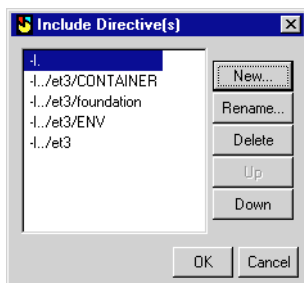 Include Directive(s)
-I.
-I../et3/CONTAINER
-I../et3/foundation
-I../et3/ENV
-I../et3
New...
Rename...
Delete
Up
Down
OK
Cancel